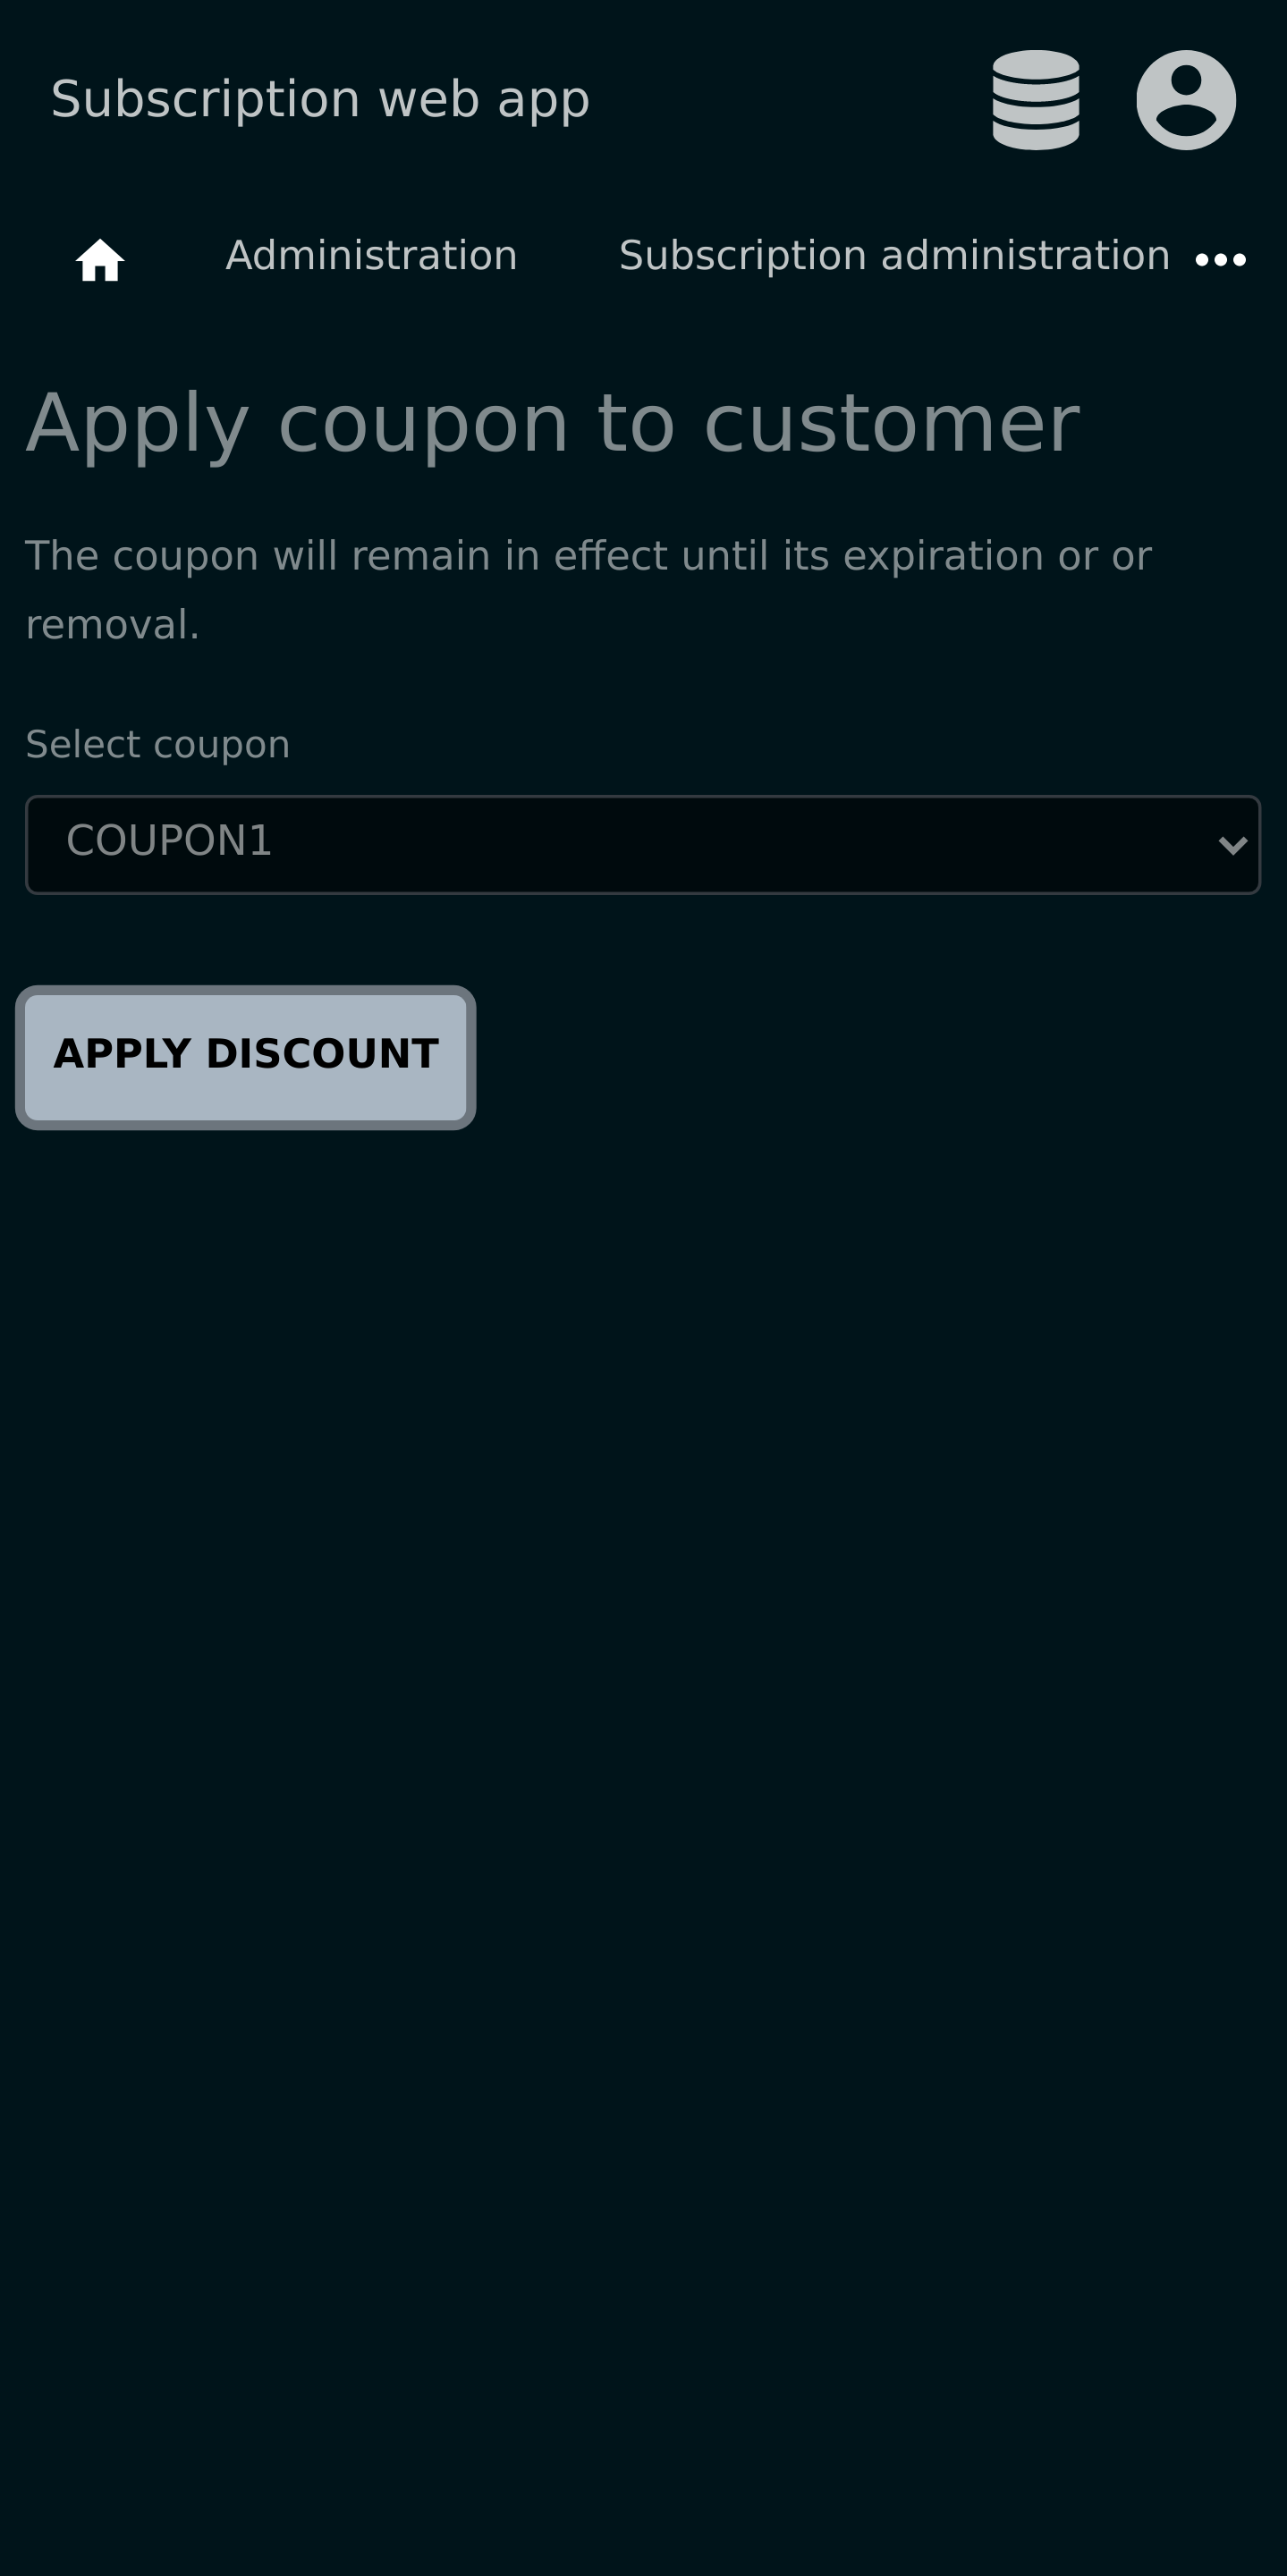 Subscription web app
Administration Subscription administration
Apply coupon to customer
The coupon will remain in effect until its expiration or or
removal.
Select coupon
COUPON1
APPLY DISCOUNT